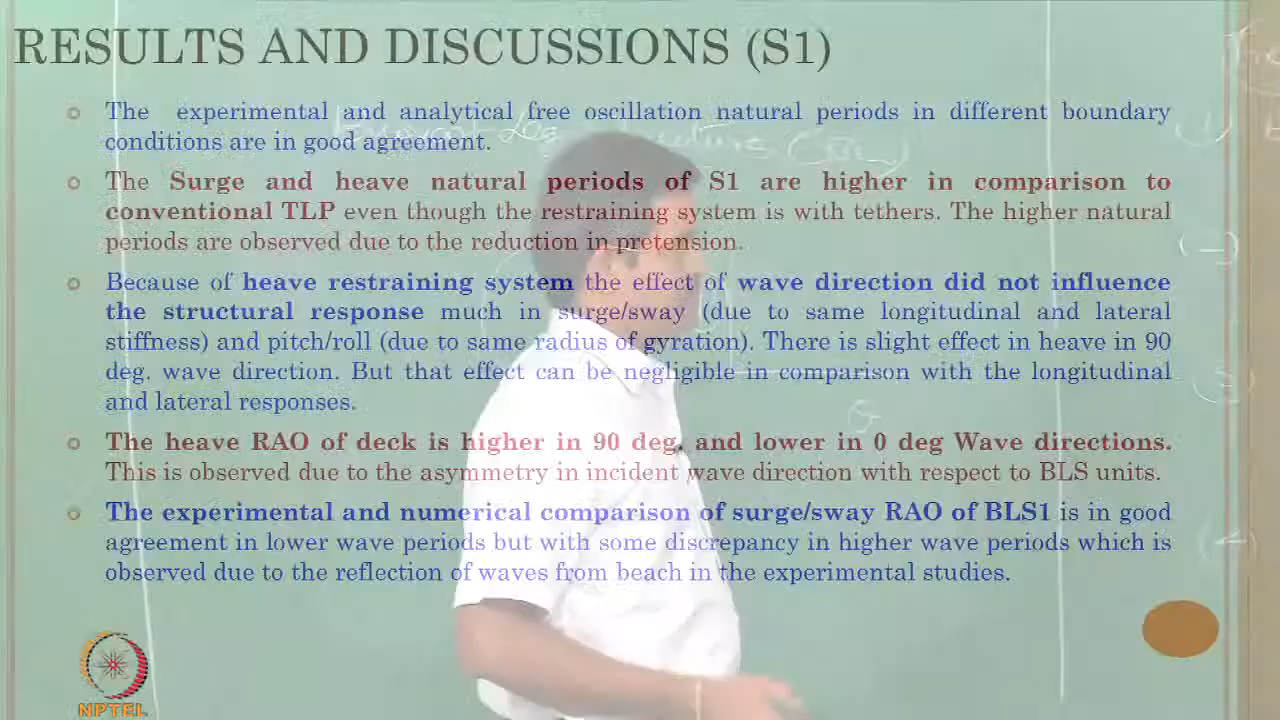 RESULTS AND DISCUSSIONS (S1)
The experimental and analytical free oscillation natural periods in different boundary
conditions are in good agreement.
The Surge and heave natural periods of S1 are higher in comparison to
conventional TLP even though the restraining system is with tethers. The higher natural
periods are observed due to the reduction in pretension.
Because of heave restraining system the effect of wave direction did not influence
the structural response much in surge/sway (due to same longitudinal and lateral
stiffness) and pitch/roll (due to same radius of gyration). There is slight effect in heave in 90
deg. wave direction. But that effect can be negligible in comparison with the longitudinal
and lateral responses.
The heave RAO of deck is higher in 90 deg. and lower in 0 deg Wave directions.
This is observed due to the asymmetry in incident wave direction with respect to BLS units.
The experimental and numerical comparison of surge/sway RAO of BLS1 is in good
agreement in lower wave periods but with some discrepancy in higher wave periods which is
observed due to the reflection of waves from beach in the experimental studies.
NPTEL